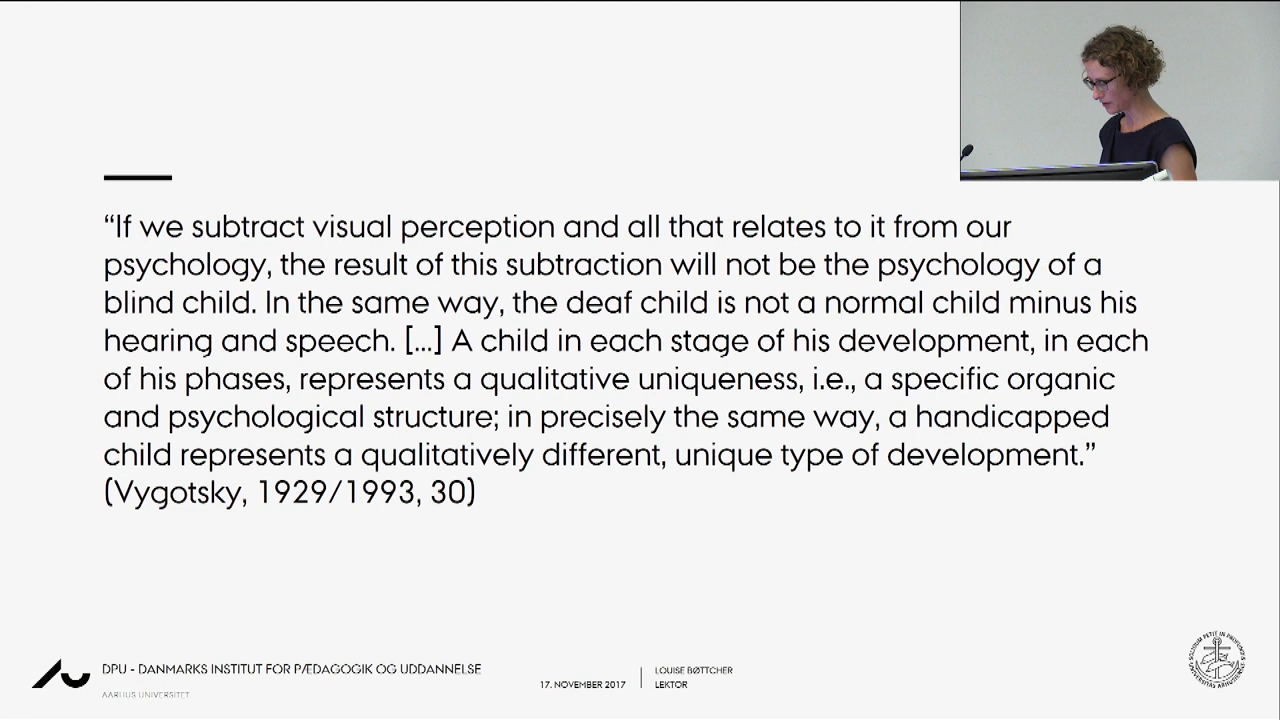 “If we subtract visual perception and all that relates to it from our
psychology, the result of this subtraction will not be the psychology of a
blind child. In the same way, the deaf child is not a normal child minus his
hearing and speech. [...] A child in each stage of his development, in each
of his phases, represents a qualitative uniqueness, i.e., a specific organic
and psychological structure; in precisely the same way, a handicapped
child represents a qualitatively different, unique type of development.”
(Vygotsky, 1929/1993, 30)
DPU - DANMARKS INSTITUT FOR PÆDAGOGIK OG UDDANNELSE
AARHUS UNIVERSITET
17. NOVEMBER 2017
LOUISE BØTTCHER
LEKTOR